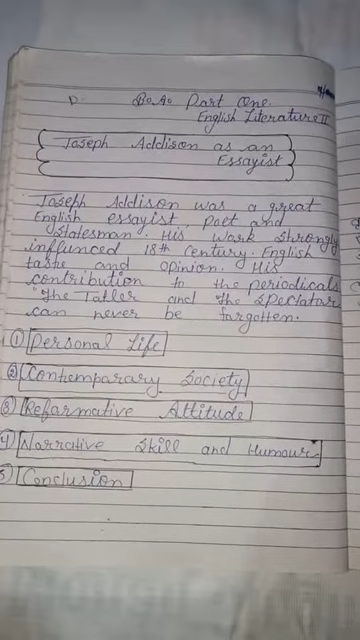 B.A. Part One
English Literature II
Joseph Addison as an
Essayist
Joseph Addison was a great
English essayist, Poet and
Statesman. His work strongly
influnced 18th Century. English
taste and opinion. His
contribution to the periodicals
"The Tatler and the Spectator
can never be forgotten.
① Personal Life
② Contemparary Society
③ Reformative Attitude
④ Narrative Skill and Humour
⑤ Conclusion